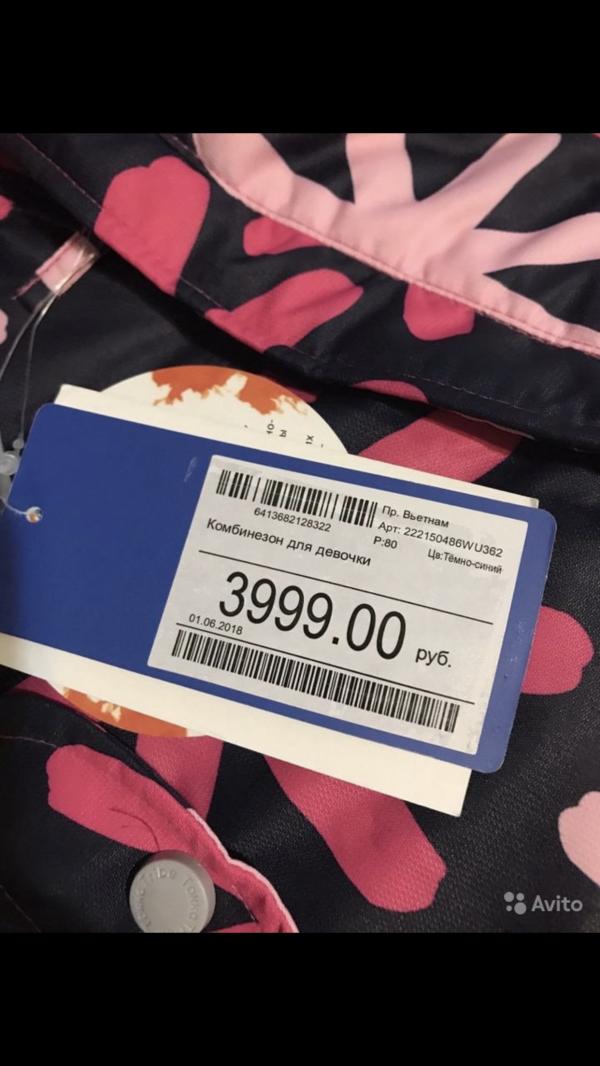 Пр. Вьетнам
6413682128322
Арт: 222150486WU362
Р:80
Цв:Тёмно-синий
Комбинезон для девочки
3999.00 руб.
01.06.2018
Avito